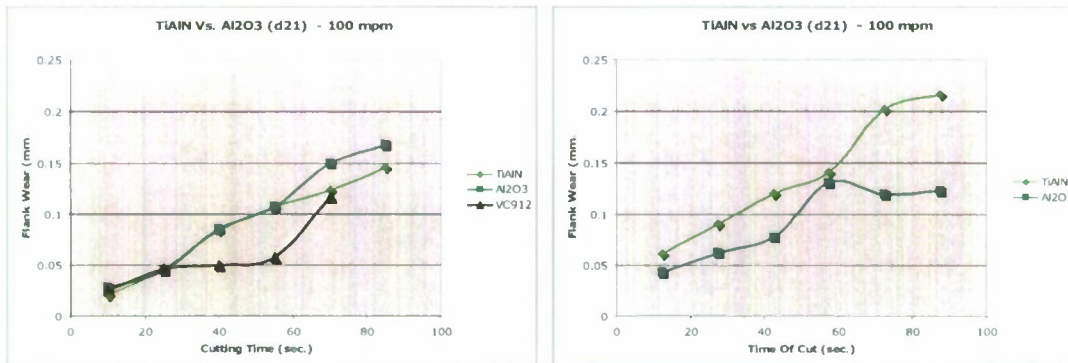 TiAlN Vs. Al2O3 (d21) - 100 mpm
0.25
0.2
0.15
0.1
0.05
0
Flank Wear (mm
0 20 40 60 80 100
Cutting Time (sec.)
TiAlN
Al2O3
VC912
TiAlN vs Al2O3 (d21) - 100 mpm
0.25
0.2
0.15
0.1
0.05
0
Flank Wear (mm
0 20 40 60 80 100
Time Of Cut (sec.)
TiAlN
Al2O